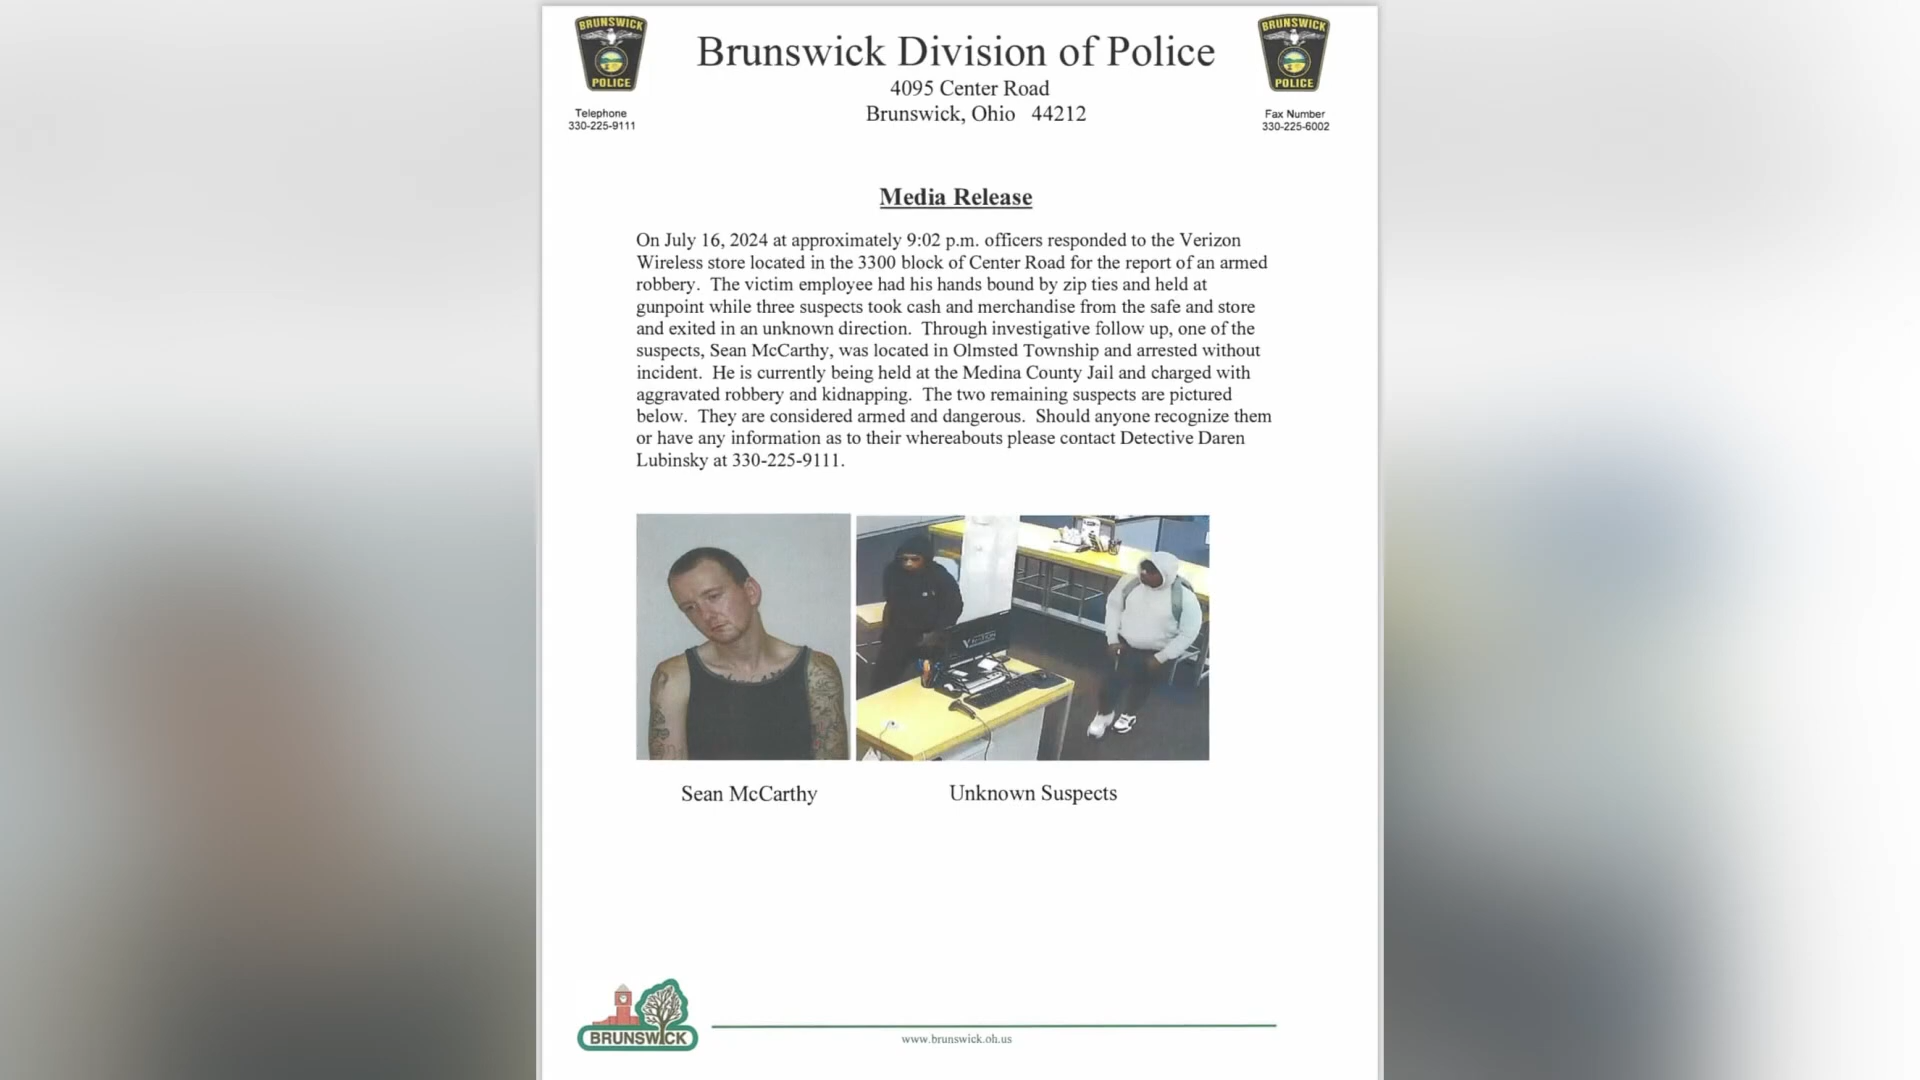 BRUNSWICK
POLICE
Telephone
330-225-9111
Brunswick Division of Police
4095 Center Road
Brunswick, Ohio 44212
BRUNSWICK
POLICE
Fax Number
330-225-6002
Media Release
On July 16, 2024 at approximately 9:02 p.m. officers responded to the Verizon
Wireless store located in the 3300 block of Center Road for the report of an armed
robbery. The victim employee had his hands bound by zip ties and held at
gunpoint while three suspects took cash and merchandise from the safe and store
and exited in an unknown direction. Through investigative follow up, one of the
suspects, Sean McCarthy, was located in Olmsted Township and arrested without
incident. He is currently being held at the Medina County Jail and charged with
aggravated robbery and kidnapping. The two remaining suspects are pictured
below. They are considered armed and dangerous. Should anyone recognize them
or have any information as to their whereabouts please contact Detective Daren
Lubinsky at 330-225-9111.
Sean McCarthy
Unknown Suspects
BRUNSWICK
www.brunswick.oh.us